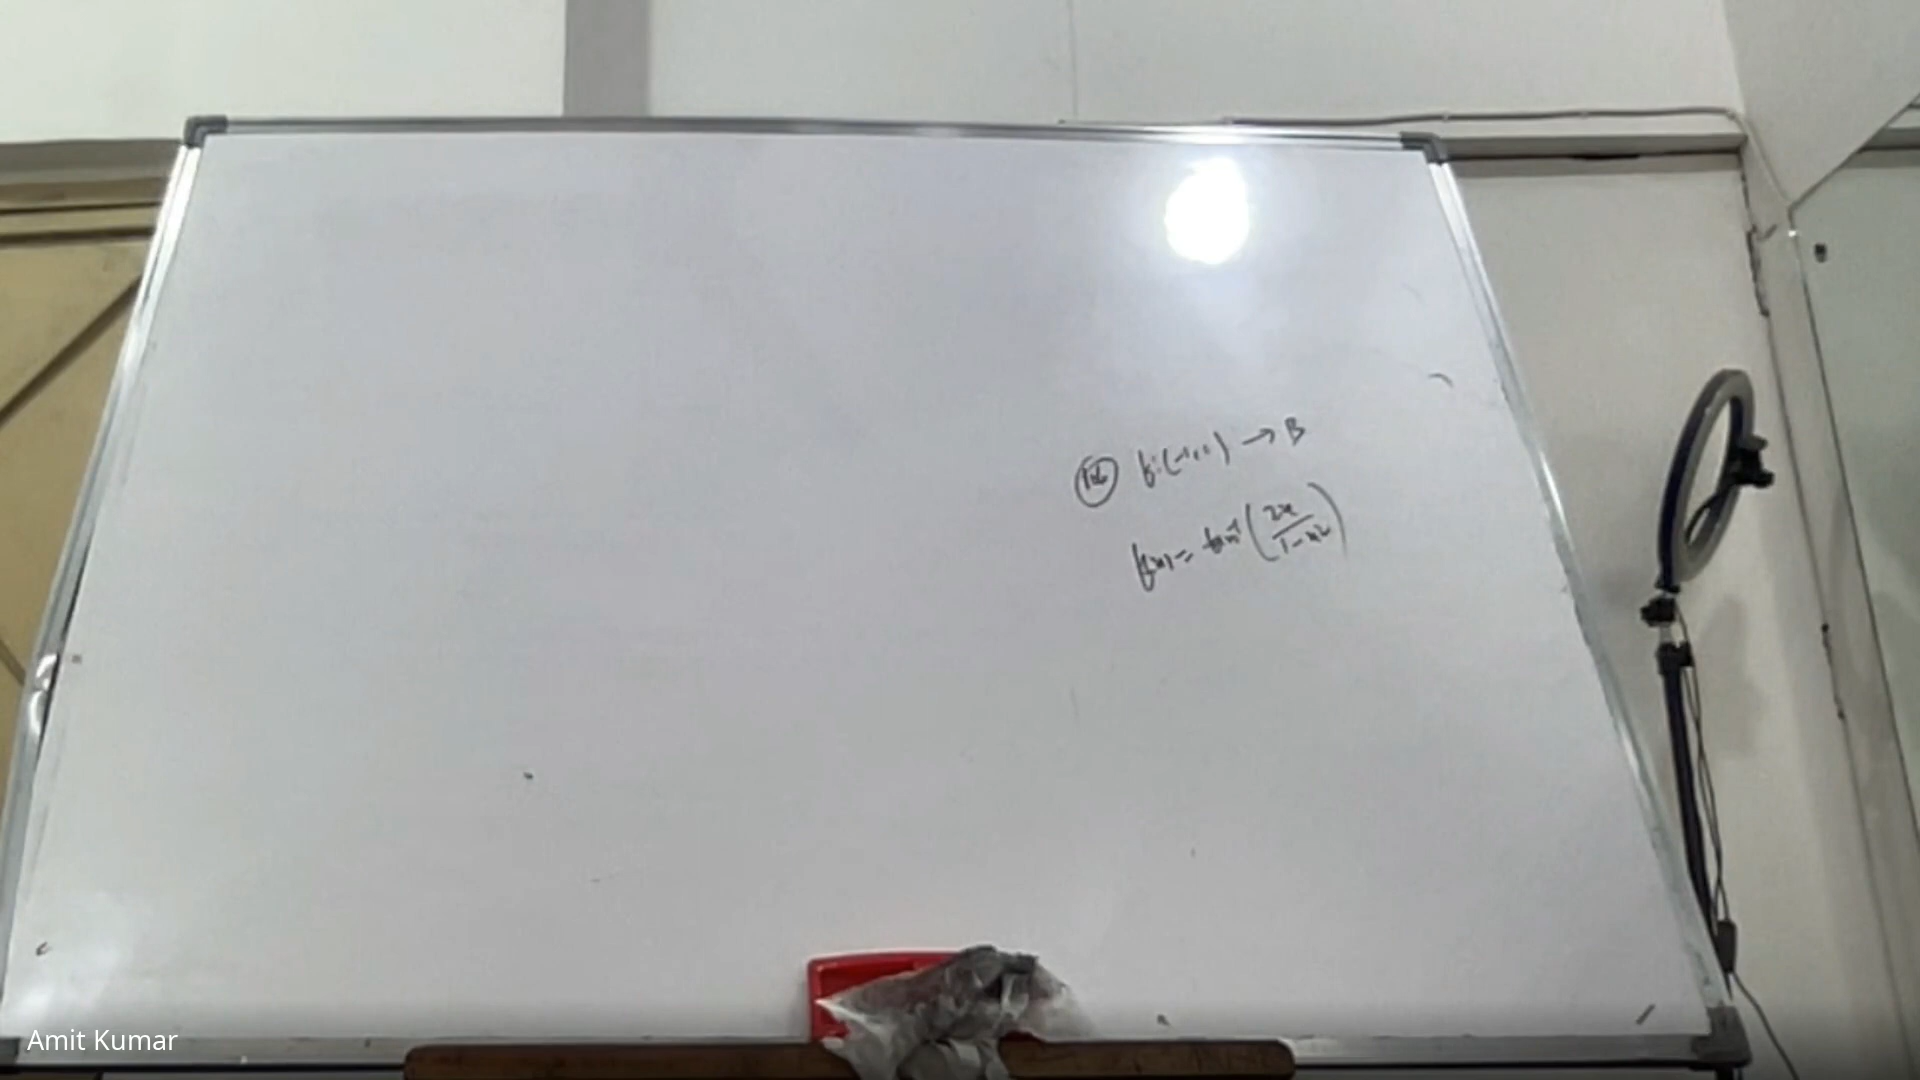 f:(-1,1) → B
f(x) = tan⁻¹(2x/1-x²)
Amit Kumar